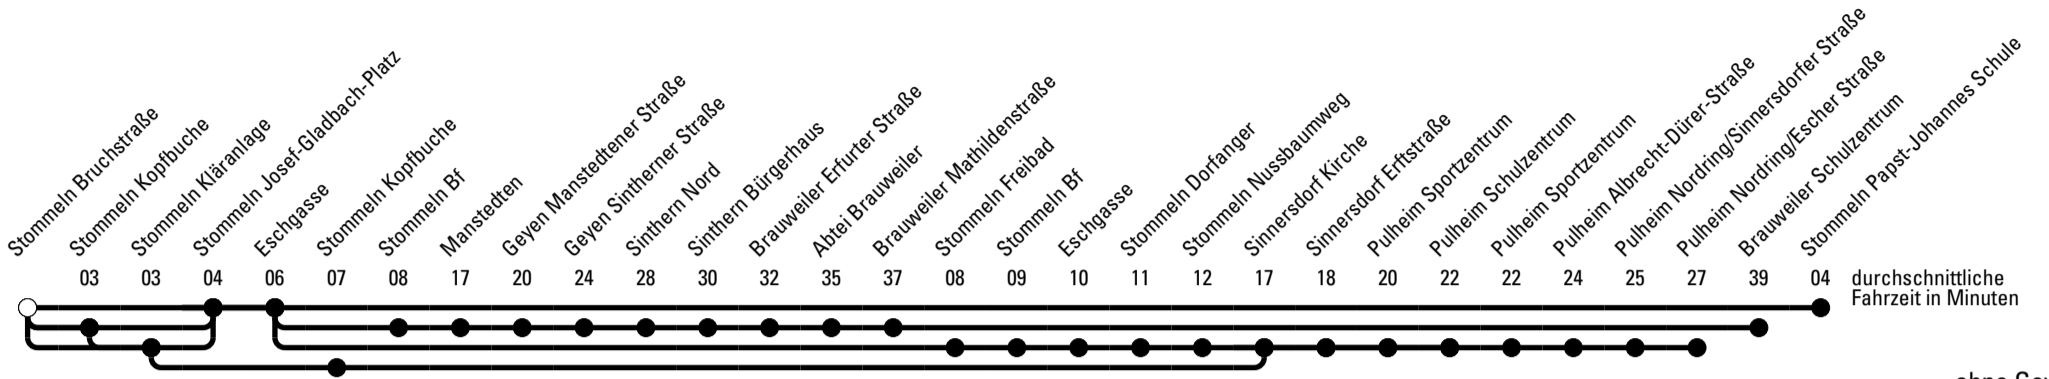 Stommeln Bruchstraße
Stommeln Kopfbuche
Stommeln Kläranlage
Stommeln Josef-Gladbach-Platz
Eschgasse
Stommeln Kopfbuche
Stommeln Bf
Manstedten
Geyen Manstedtener Straße
Geyen Sintherner Straße
Sinthern Nord
Sinthern Bürgerhaus
Brauweiler Erfurter Straße
Abtei Brauweiler
Brauweiler Mathildenstraße
Stommeln Freibad
Stommeln Bf
Eschgasse
Stommeln Dorfanger
Stommeln Nussbaumweg
Sinnersdorf Kirche
Sinnersdorf Erftstraße
Pulheim Sportzentrum
Pulheim Schulzentrum
Pulheim Sportzentrum
Pulheim Albrecht-Dürer-Straße
Pulheim Nordring/Sinnersdorfer Straße
Pulheim Nordring/Escher Straße
Brauweiler Schulzentrum
Stommeln Papst-Johannes Schule
03 03 04 06 07 08 17 20 24 28 30 32 35 37 08 09 10 11 12 17 18 20 22 22 24 25 27 39 04 durchschnittliche
Fahrzeit in Minuten